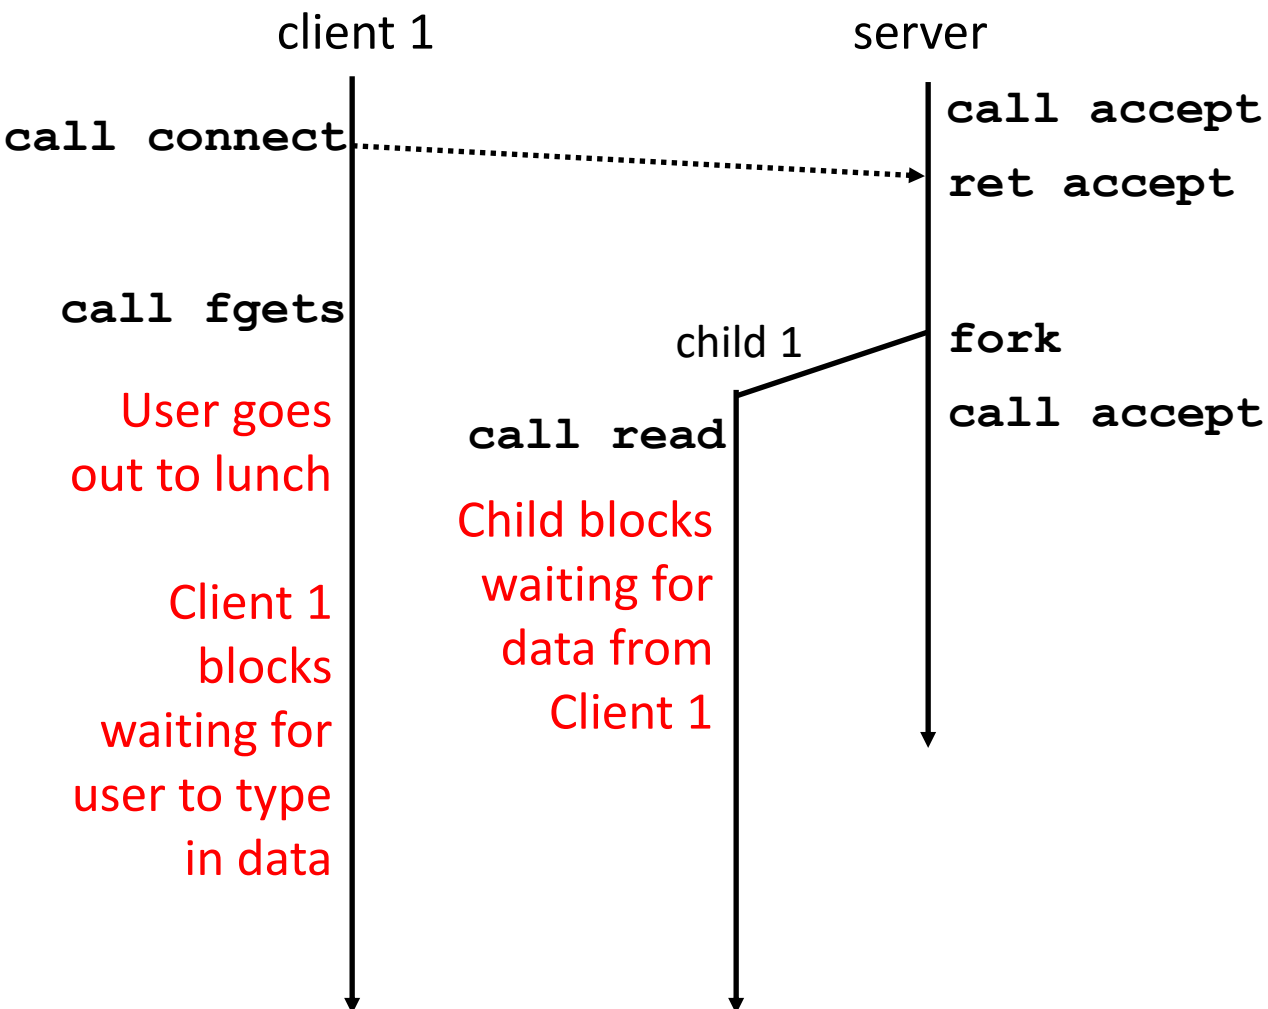 client 1
server
call connect
call accept
ret accept
call fgets
child 1
fork
call accept
call read
User goes
out to lunch
Client 1
blocks
waiting for
user to type
in data
Child blocks
waiting for
data from
Client 1